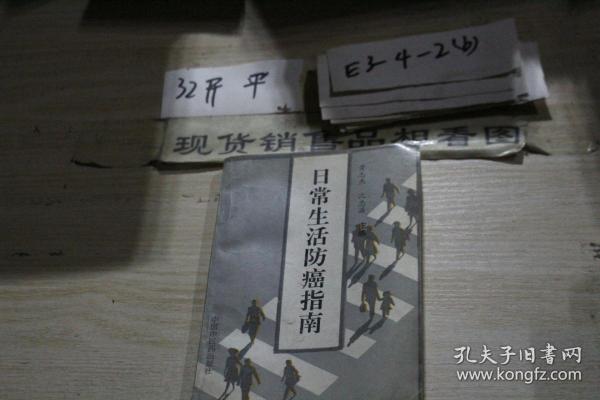 E3-4-2(b)
32开 平
现货销售品相看图
日常生活防癌指南
孔夫子旧书网
www.kongfz.com